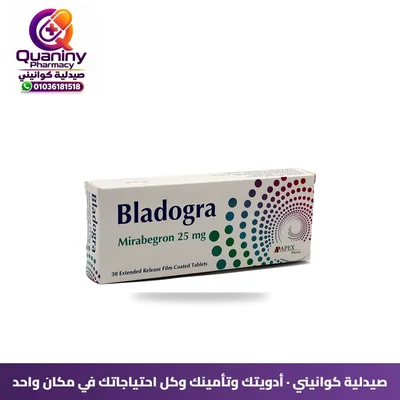 Quaniny
Pharmacy
صيدلية كوانيني
01036181518
Bladogra
Mirabegron 25 mg
30 Extended Release Film Coated Tablets
APEX
صيدلية كوانيني - أدويتك وتأمينك وكل احتياجاتك في مكان واحد